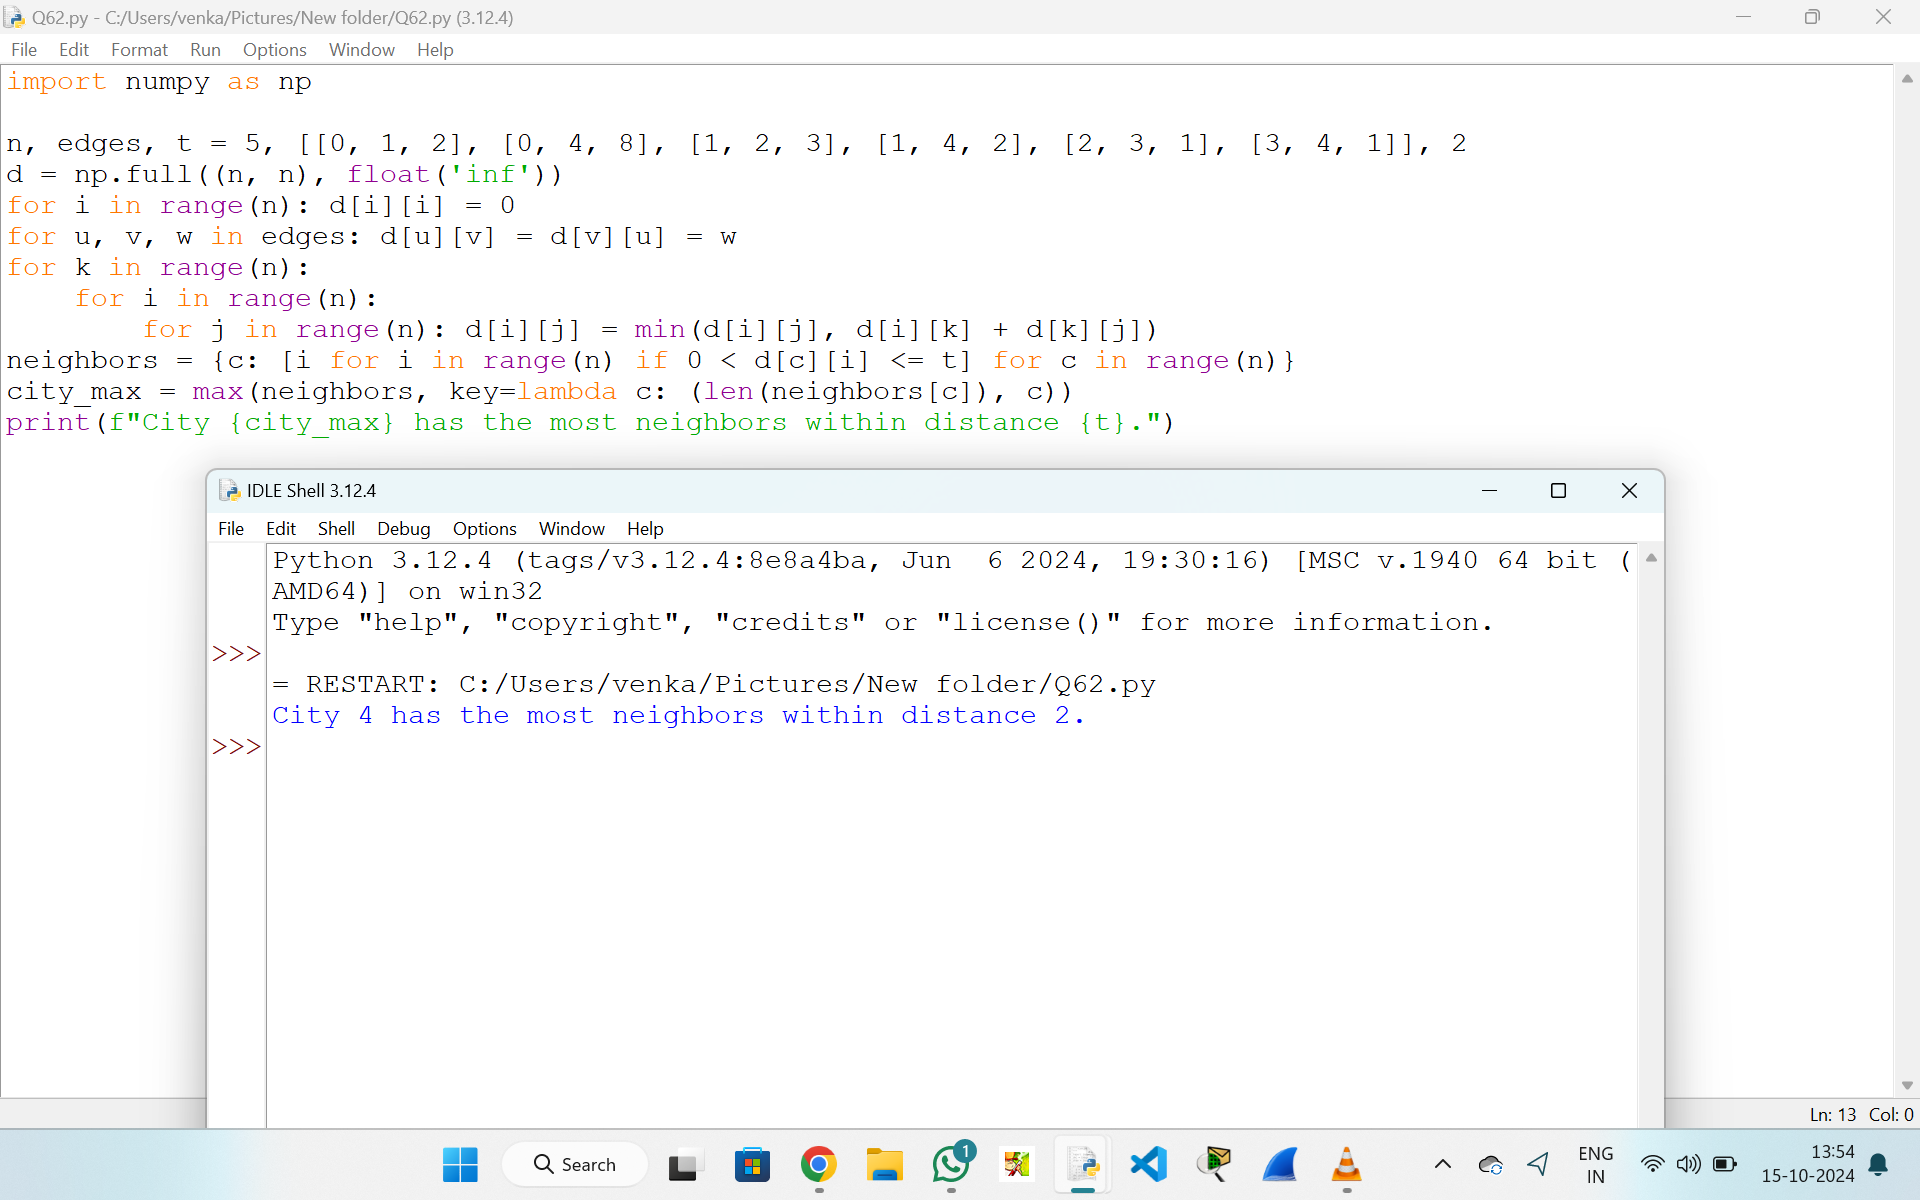 Q62.py - C:/Users/venka/Pictures/New folder/Q62.py (3.12.4)
File Edit Format Run Options Window Help
import numpy as np

n, edges, t = 5, [[0, 1, 2], [0, 4, 8], [1, 2, 3], [1, 4, 2], [2, 3, 1], [3, 4, 1]], 2
d = np.full((n, n), float('inf'))
for i in range(n): d[i][i] = 0
for u, v, w in edges: d[u][v] = d[v][u] = w
for k in range(n):
    for i in range(n):
        for j in range(n): d[i][j] = min(d[i][j], d[i][k] + d[k][j])
neighbors = {c: [i for i in range(n) if 0 < d[c][i] <= t] for c in range(n)}
city_max = max(neighbors, key=lambda c: (len(neighbors[c]), c))
print(f"City {city_max} has the most neighbors within distance {t}.")
IDLE Shell 3.12.4
File Edit Shell Debug Options Window Help
Python 3.12.4 (tags/v3.12.4:8e8a4ba, Jun  6 2024, 19:30:16) [MSC v.1940 64 bit (
AMD64)] on win32
Type "help", "copyright", "credits" or "license()" for more information.
>>>
= RESTART: C:/Users/venka/Pictures/New folder/Q62.py
City 4 has the most neighbors within distance 2.
>>>
Ln: 13 Col: 0
Search
1
ENG
IN
13:54
15-10-2024